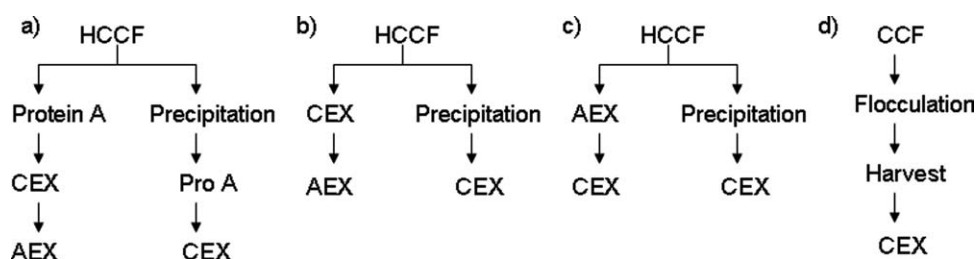 a) HCCF
Protein A Precipitation
CEX Pro A
AEX CEX
b) HCCF
CEX Precipitation
AEX CEX
c) HCCF
AEX Precipitation
CEX CEX
d) CCF
Flocculation
Harvest
CEX